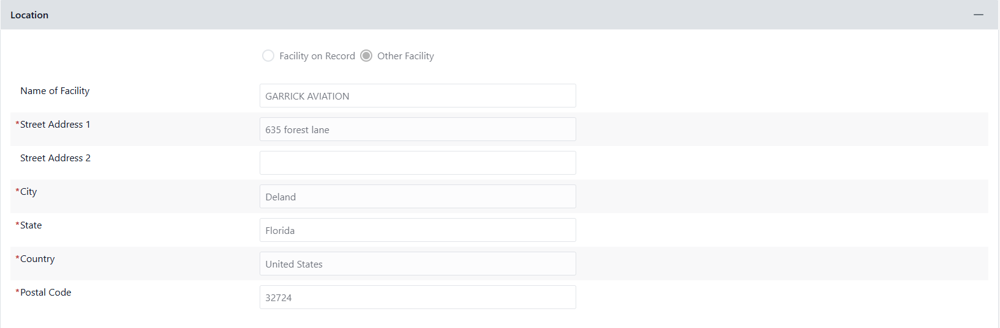 Location
Facility on Record Other Facility
Name of Facility GARRICK AVIATION
*Street Address 1 635 forest lane
Street Address 2
*City Deland
*State Florida
*Country United States
*Postal Code 32724